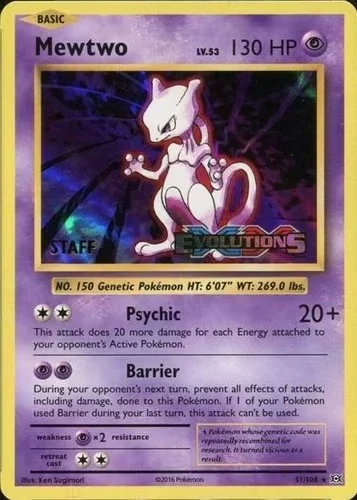 BASIC
Mewtwo LV.53 130 HP
STAFF
EVOLUTIONS
NO. 150 Genetic Pokémon HT: 6'07" WT: 269.0 lbs.
Psychic 20+
This attack does 20 more damage for each Energy attached to
your opponent's Active Pokémon.
Barrier
During your opponent's next turn, prevent all effects of attacks,
including damage, done to this Pokémon. If 1 of your Pokémon
used Barrier during your last turn, this attack can't be used.
weakness ×2 resistance
retreat
cost
A Pokémon whose genetic code was
repeatedly recombined for
research. It turned vicious as a
result.
Illus. Ken Sugimori
©2016 Pokémon
51/108 ★